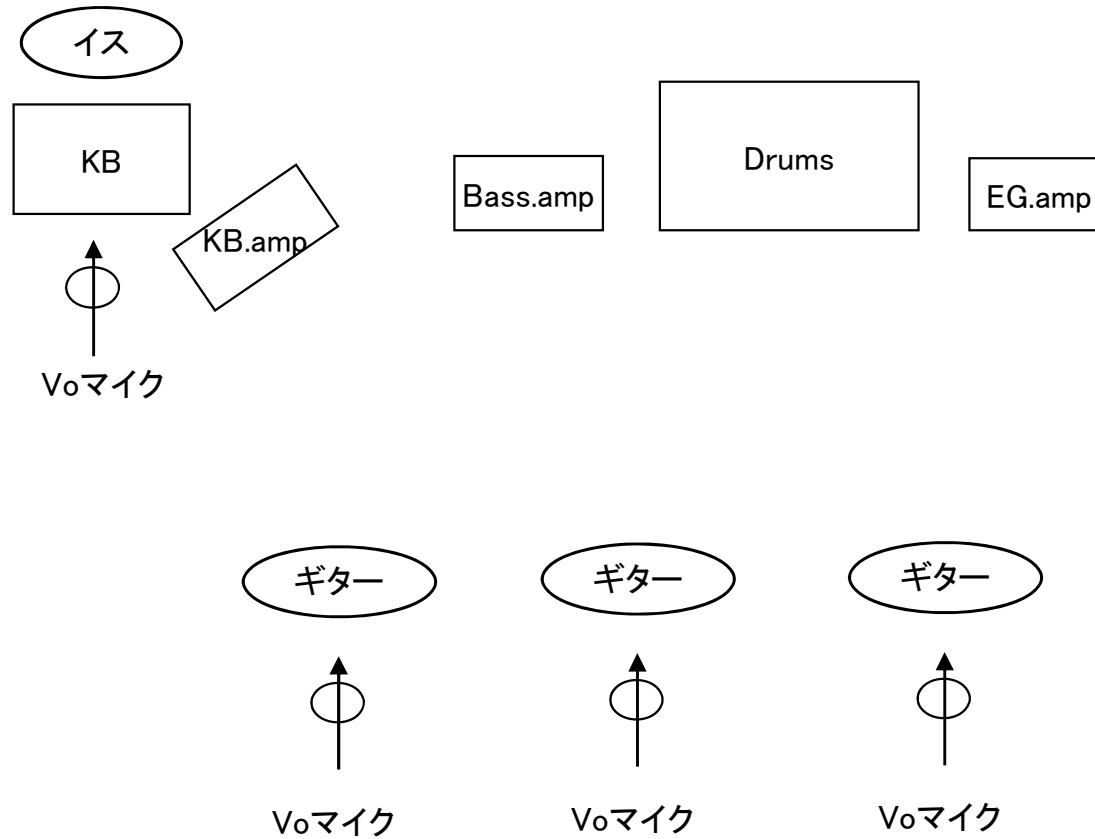 イス
KB
KB.amp
Bass.amp
Drums
EG.amp
Voマイク
ギター
ギター
ギター
Voマイク
Voマイク
Voマイク